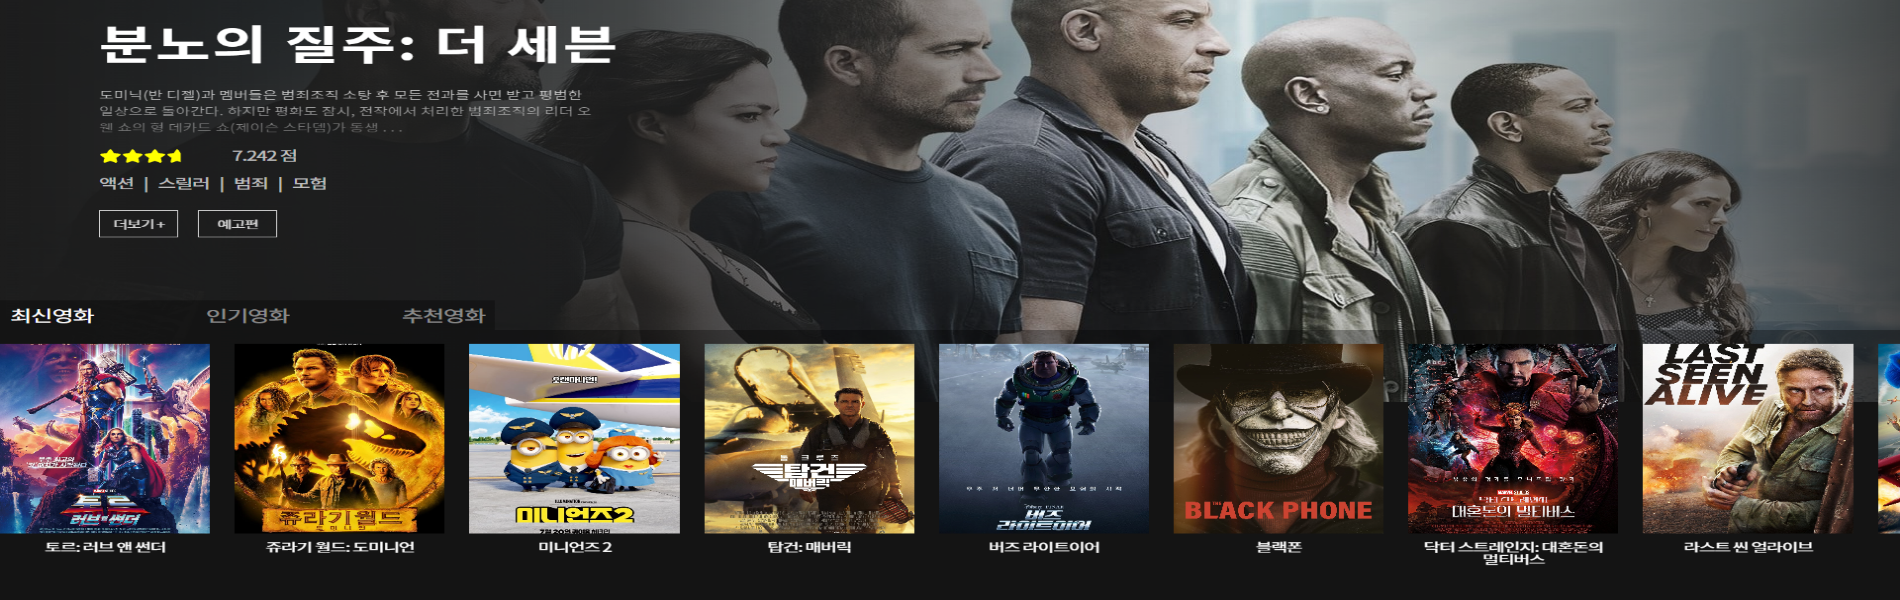 분노의 질주: 더 세븐
도미닉(반 디젤)과 멤버들은 범죄조직 소탕 후 모든 전과를 사면 받고 평범한
일상으로 돌아간다. 하지만 평화도 잠시, 전작에서 처리한 범죄조직의 리더 오
웬 쇼의 형 데카드 쇼(제이슨 스타뎀)가 동생 . . .
7.242 점
액션 | 스릴러 | 범죄 | 모험
더보기+ 예고편
최신영화 인기영화 추천영화
토르
러브 썬더
쥬라기 월드
도미니언
미니언즈2
톰 크루즈
탑건
매버릭
버즈
라이트이어
BLACK PHONE
대혼돈의 멀티버스
LAST
SEEN
ALIVE
토르: 러브 앤 썬더
쥬라기 월드: 도미니언
미니언즈 2
탑건: 매버릭
버즈 라이트이어
블랙폰
닥터 스트레인지: 대혼돈의
멀티버스
라스트 씬 얼라이브